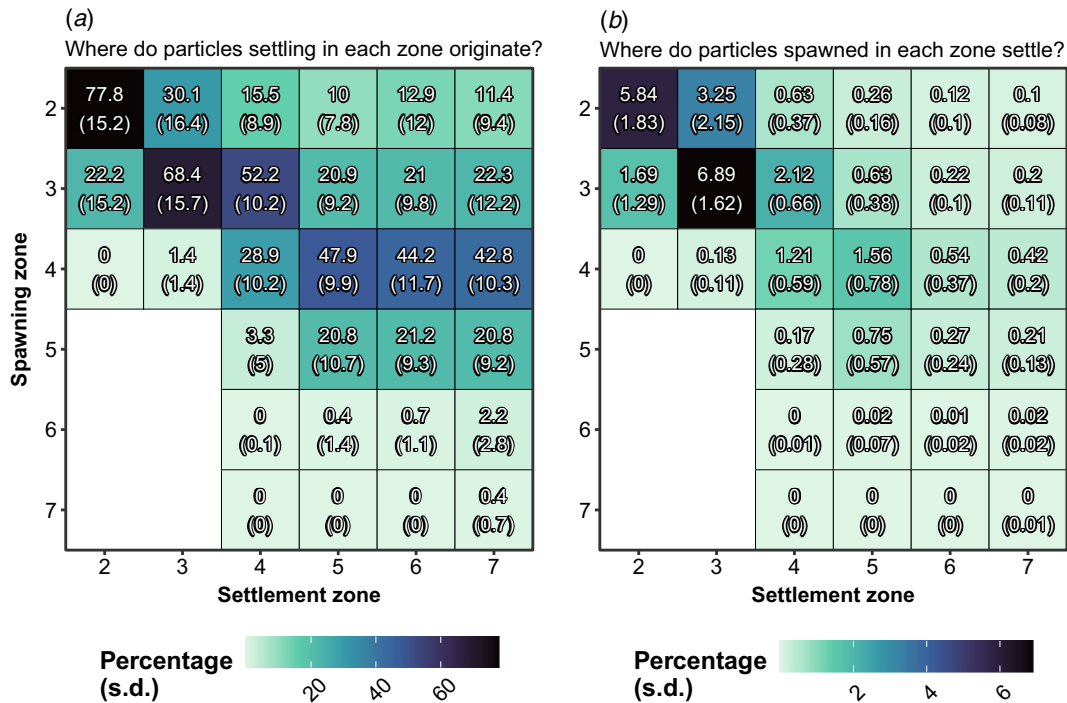 (a)
Where do particles settling in each zone originate?
77.8 30.1 15.5 10 12.9 11.4
2
(15.2) (16.4) (8.9) (7.8) (12) (9.4)
22.2 68.4 52.2 20.9 21 22.3
3
(15.2) (15.7) (10.2) (9.2) (9.8) (12.2)
0 1.4 28.9 47.9 44.2 42.8
4
(0) (1.4) (10.2) (9.9) (11.7) (10.3)
3.3 20.8 21.2 20.8
5
(5) (10.7) (9.3) (9.2)
0 0.4 0.7 2.2
6
(0.1) (1.4) (1.1) (2.8)
0 0 0 0.4
7
(0) (0) (0) (0.7)
Spawning zone
2 3 4 5 6 7
Settlement zone
Percentage
(s.d.)
20 40 60
(b)
Where do particles spawned in each zone settle?
5.84 3.25 0.63 0.26 0.12 0.1
2
(1.83) (2.15) (0.37) (0.16) (0.1) (0.08)
1.69 6.89 2.12 0.63 0.22 0.2
3
(1.29) (1.62) (0.66) (0.38) (0.1) (0.11)
0 0.13 1.21 1.56 0.54 0.42
4
(0) (0.11) (0.59) (0.78) (0.37) (0.2)
0.17 0.75 0.27 0.21
5
(0.28) (0.57) (0.24) (0.13)
0 0.02 0.01 0.02
6
(0.01) (0.07) (0.02) (0.02)
0 0 0 0
7
(0) (0) (0) (0.01)
2 3 4 5 6 7
Settlement zone
Percentage
(s.d.)
2 4 6